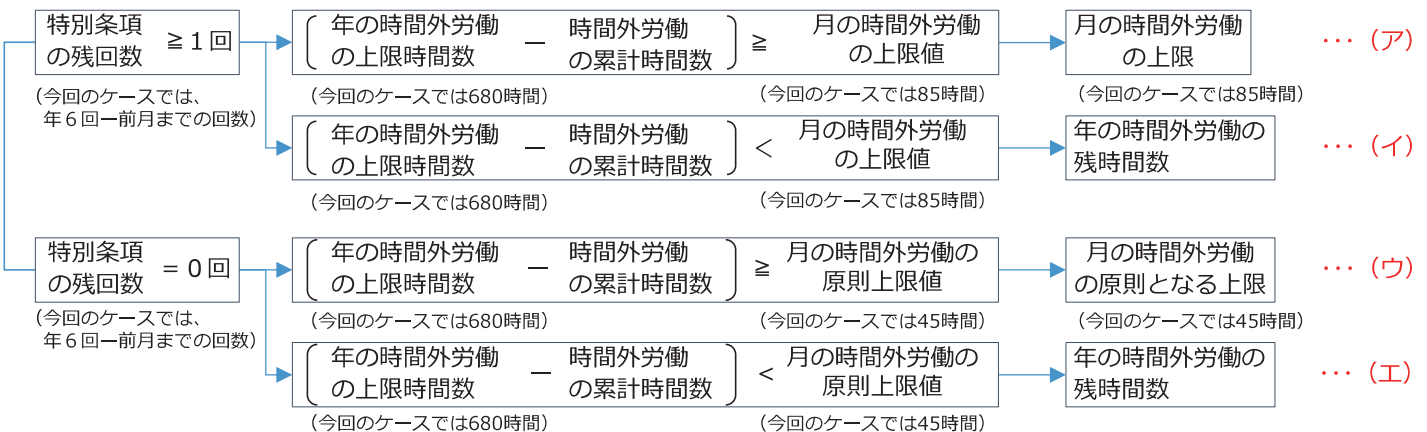 特別条項
の残回数 ≧1回
(今回のケースでは、
年6回ー前月までの回数)
年の時間外労働
の上限時間数
ー
時間外労働
の累計時間数
≧
月の時間外労働
の上限値
(今回のケースでは680時間)
(今回のケースでは85時間)
月の時間外労働
の上限
(今回のケースでは85時間)
･･･（ア）
年の時間外労働
の上限時間数
ー
時間外労働
の累計時間数
＜
月の時間外労働
の上限値
(今回のケースでは680時間)
(今回のケースでは85時間)
年の時間外労働の
残時間数
･･･（イ）
特別条項
の残回数 =0回
(今回のケースでは、
年6回ー前月までの回数)
年の時間外労働
の上限時間数
ー
時間外労働
の累計時間数
≧
月の時間外労働の
原則上限値
(今回のケースでは680時間)
(今回のケースでは45時間)
月の時間外労働
の原則となる上限
(今回のケースでは45時間)
･･･（ウ）
年の時間外労働
の上限時間数
ー
時間外労働
の累計時間数
<
月の時間外労働の
原則上限値
(今回のケースでは680時間)
(今回のケースでは45時間)
年の時間外労働の
残時間数
･･･（エ）